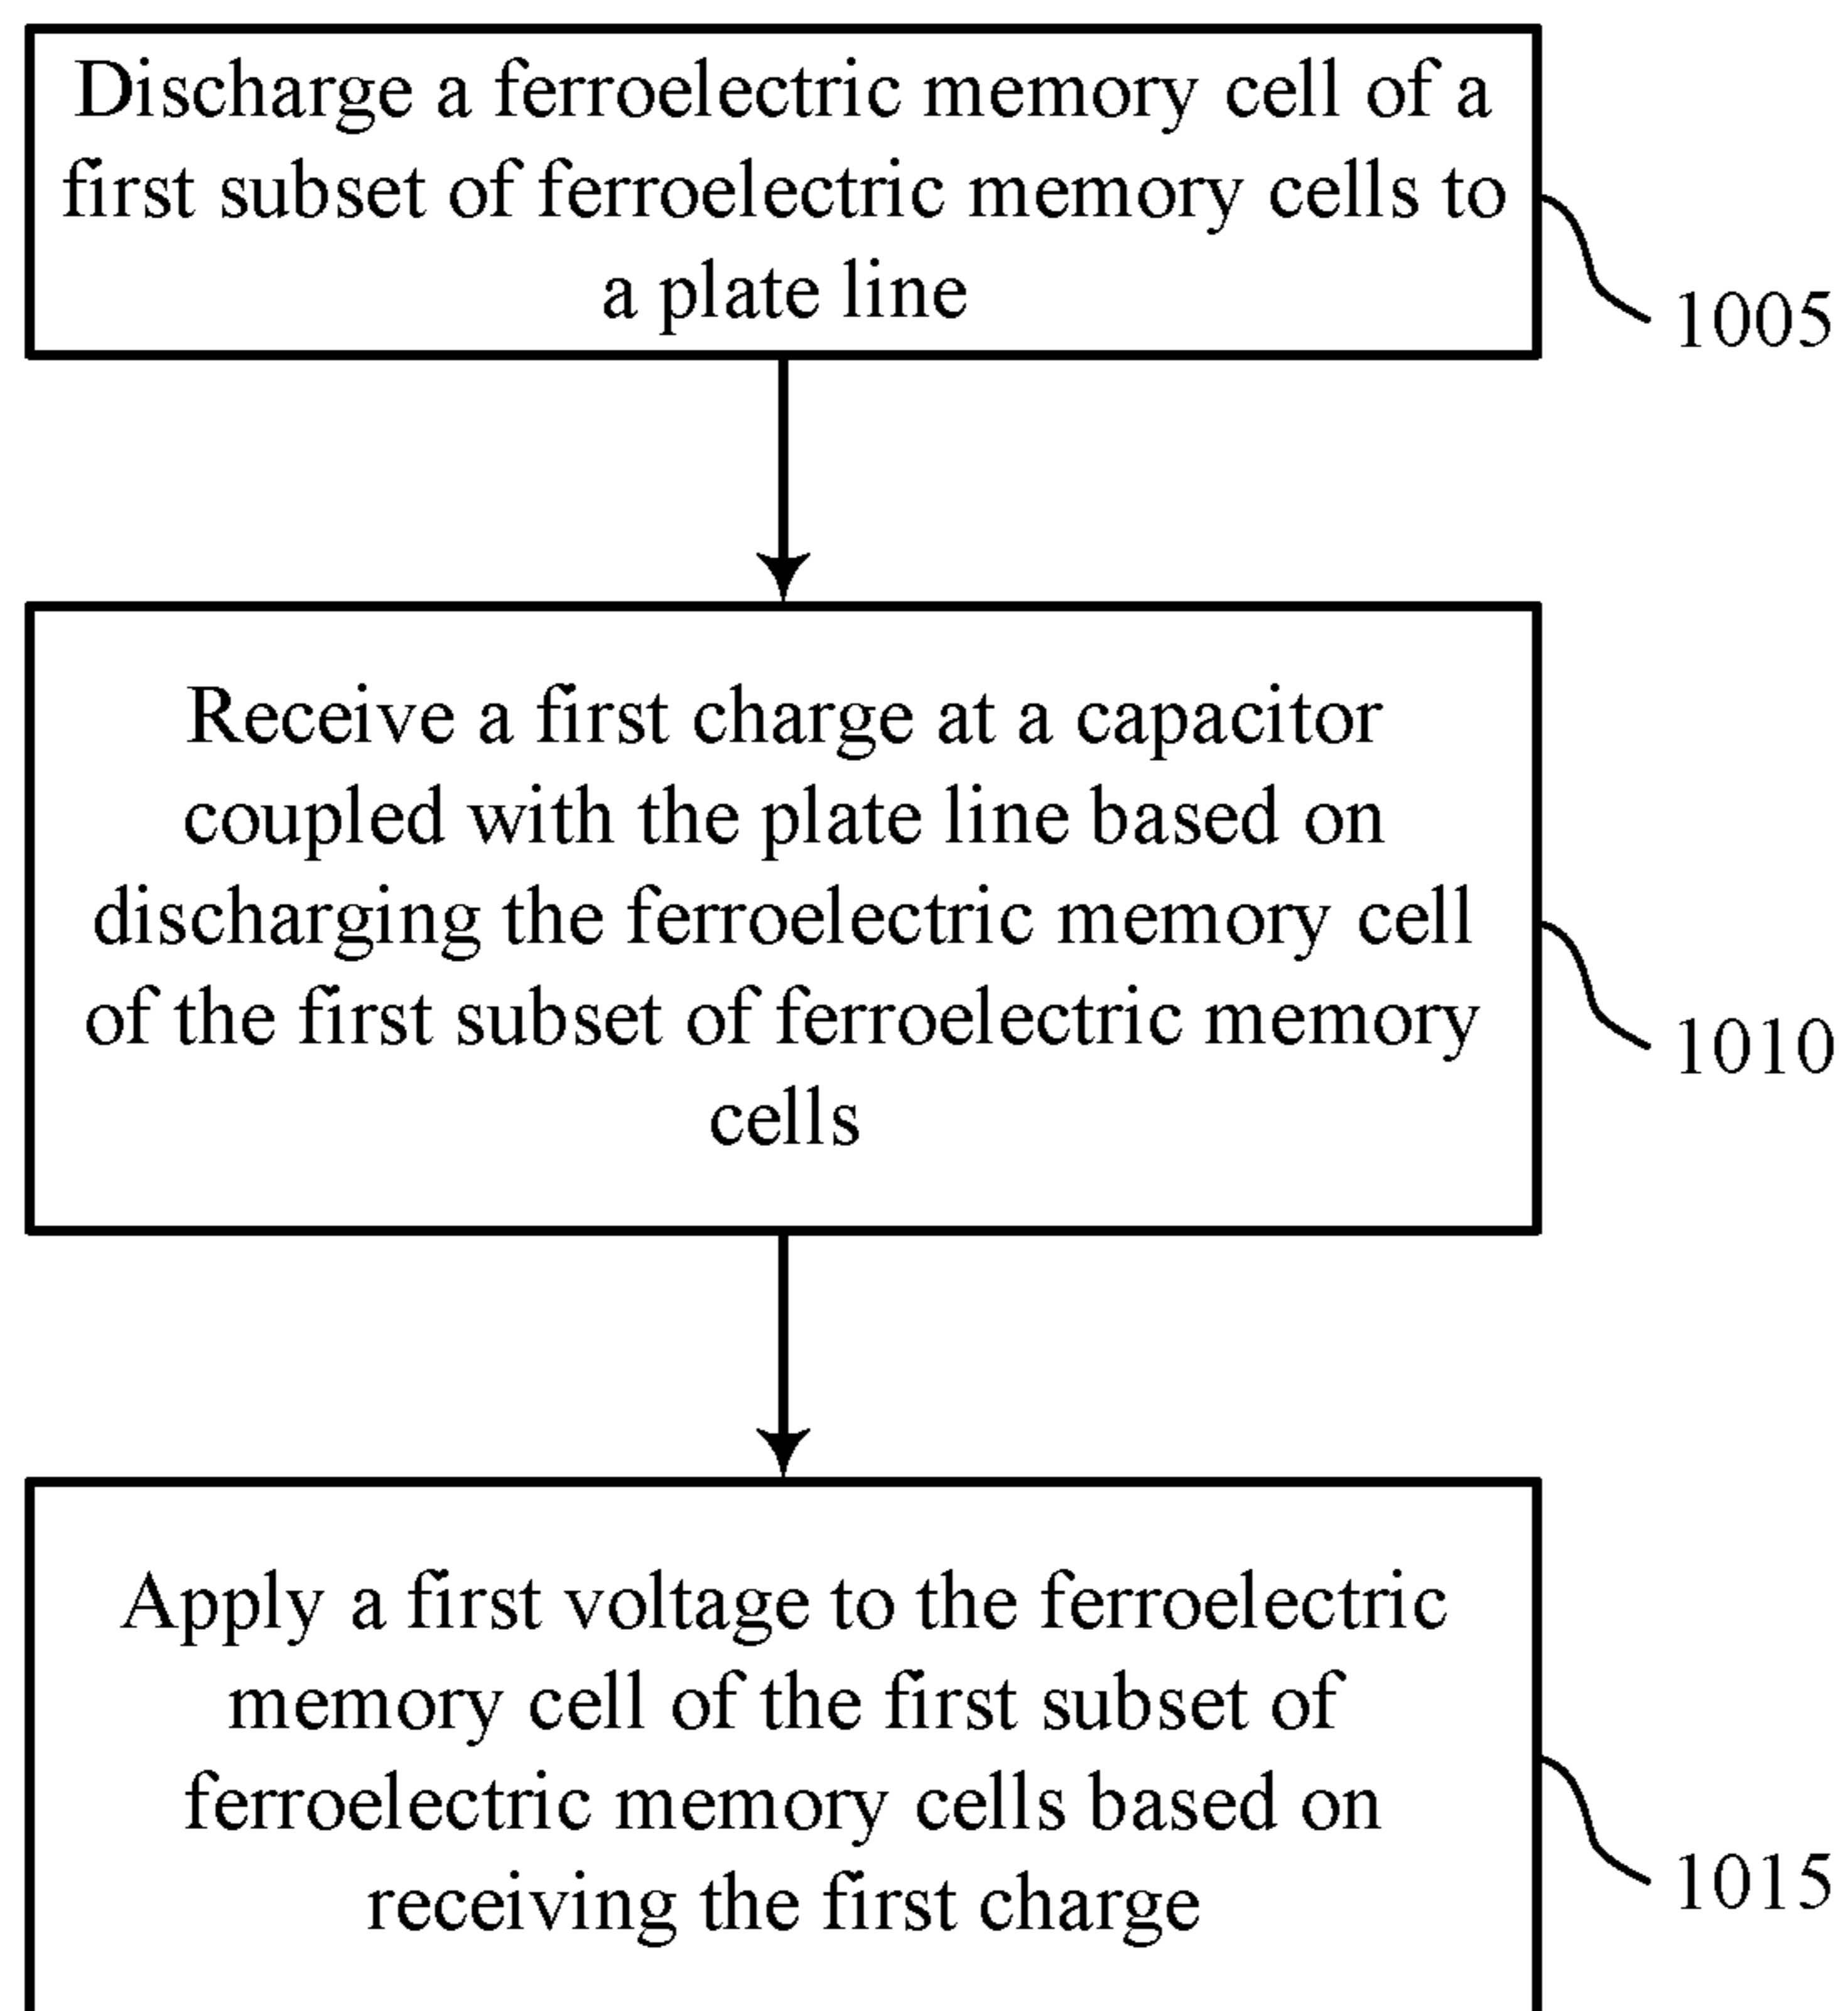 Discharge a ferroelectric memory cell of a
first subset of ferroelectric memory cells to
a plate line
1005
Receive a first charge at a capacitor
coupled with the plate line based on
discharging the ferroelectric memory cell
of the first subset of ferroelectric memory
cells
1010
Apply a first voltage to the ferroelectric
memory cell of the first subset of
ferroelectric memory cells based on
receiving the first charge
1015